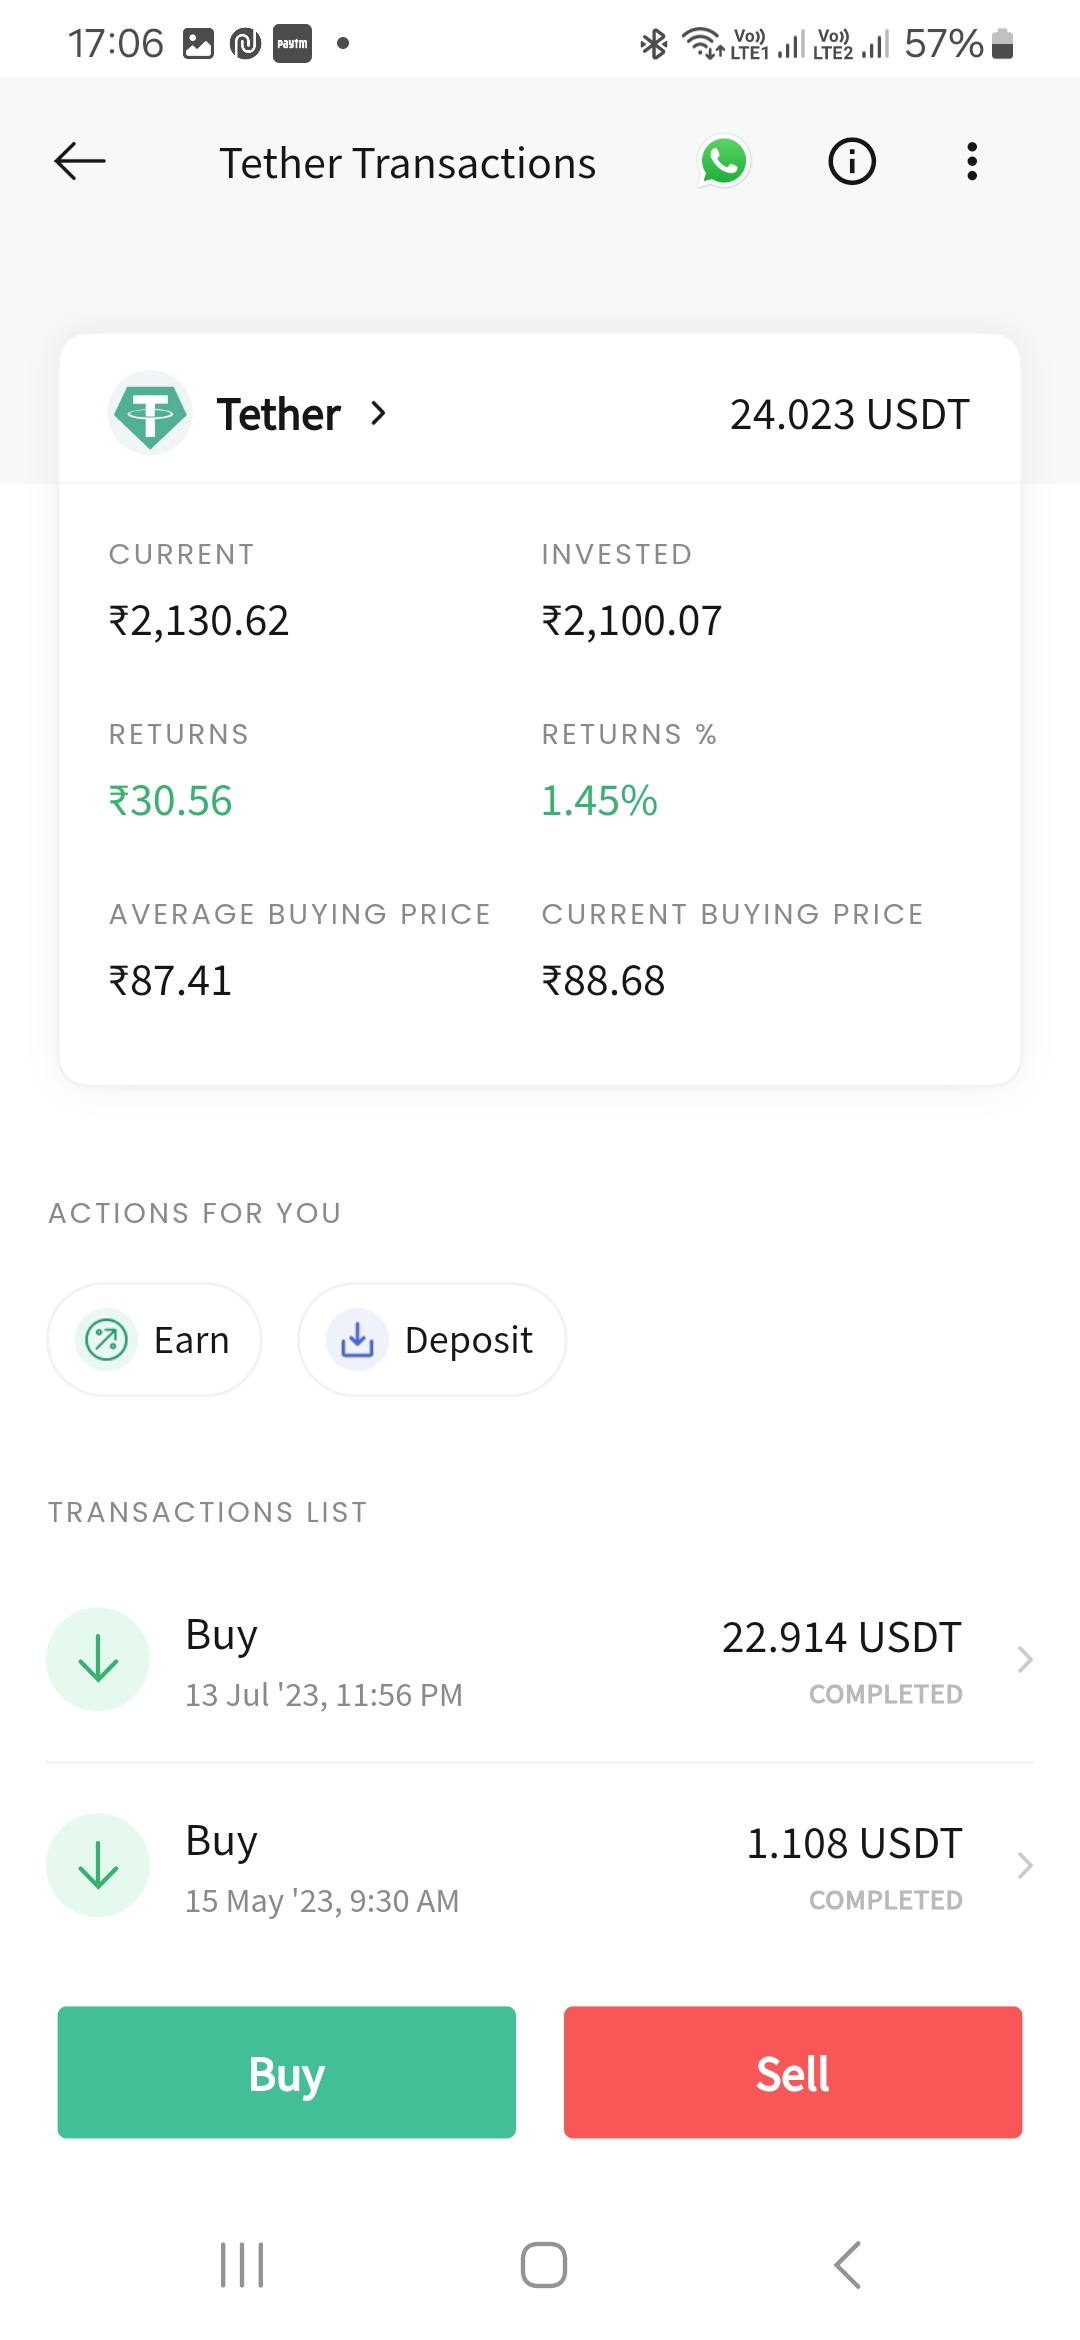 17:06 Paytm Vo)) LTE1 Vo)) LTE2 57%
Tether Transactions
Tether 24.023 USDT
CURRENT INVESTED
₹2,130.62 ₹2,100.07
RETURNS RETURNS %
₹30.56 1.45%
AVERAGE BUYING PRICE CURRENT BUYING PRICE
₹87.41 ₹88.68
ACTIONS FOR YOU
Earn Deposit
TRANSACTIONS LIST
Buy 22.914 USDT
13 Jul '23, 11:56 PM COMPLETED
Buy 1.108 USDT
15 May '23, 9:30 AM COMPLETED
Buy Sell